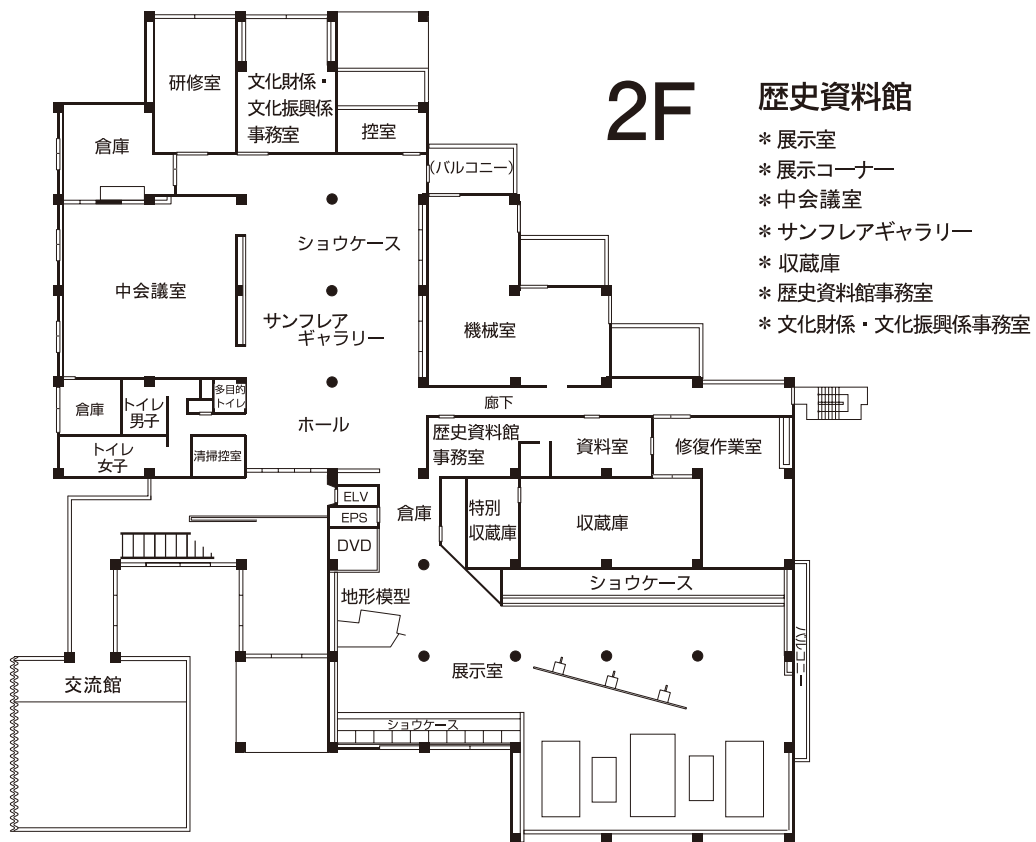 2F
歴史資料館
＊展示室
＊展示コーナー
＊中会議室
＊サンフレアギャラリー
＊収蔵庫
＊歴史資料館事務室
＊文化財係・文化振興係事務室
研修室
文化財係・
文化振興係
事務室
控室
倉庫
(バルコニー)
ショウケース
中会議室
サンフレア
ギャラリー
機械室
倉庫
トイレ
男子
多目的
トイレ
廊下
ホール
トイレ
女子
清掃控室
歴史資料館
事務室
資料室
修復作業室
ELV
EPS
DVD
倉庫
特別
収蔵庫
収蔵庫
ショウケース
地形模型
バルコニー
展示室
交流館
ショウケース